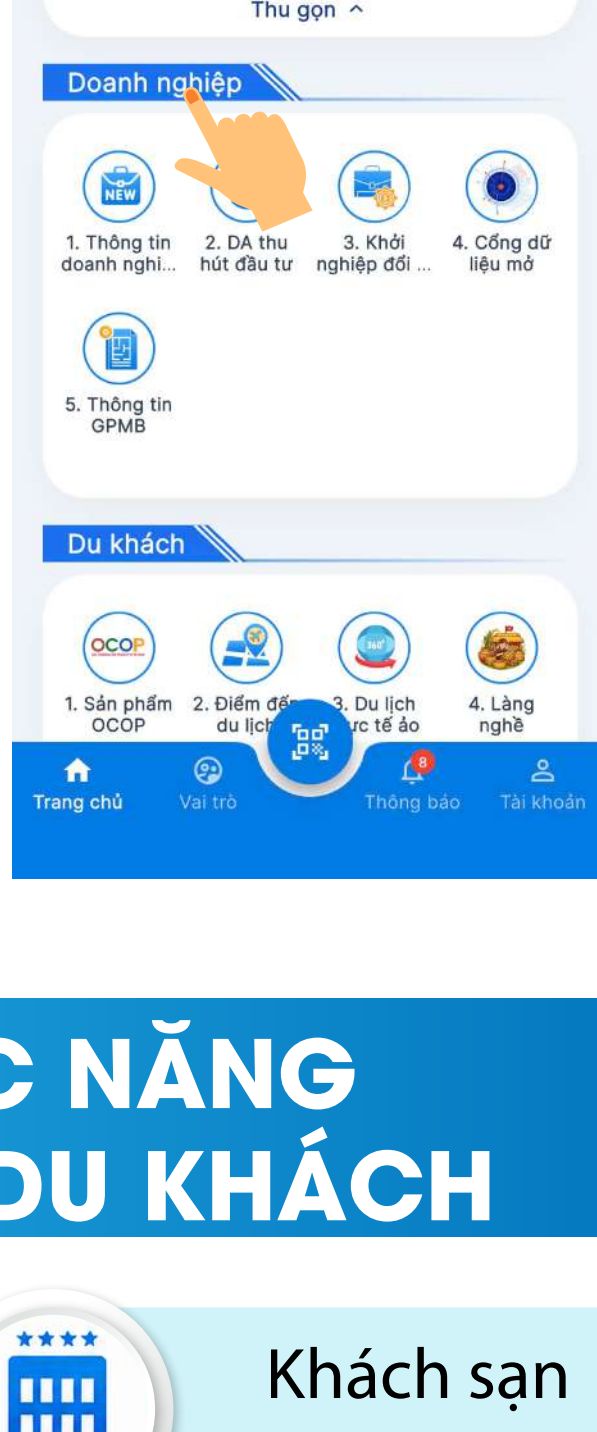 Thu gọn
Doanh nghiệp
NEW
1. Thông tin
doanh nghi...
2. DA thu
hút đầu tư
3. Khởi
nghiệp đổi ...
4. Cổng dữ
liệu mở
5. Thông tin
GPMB
Du khách
OCOP
360°
1. Sản phẩm
OCOP
2. Điểm đến
du lịch
3. Du lịch
ực tế ảo
4. Làng
nghề
8
Trang chủ
Vai trò
Thông báo
Tài khoản
C NĂNG
DU KHÁCH
Khách sạn